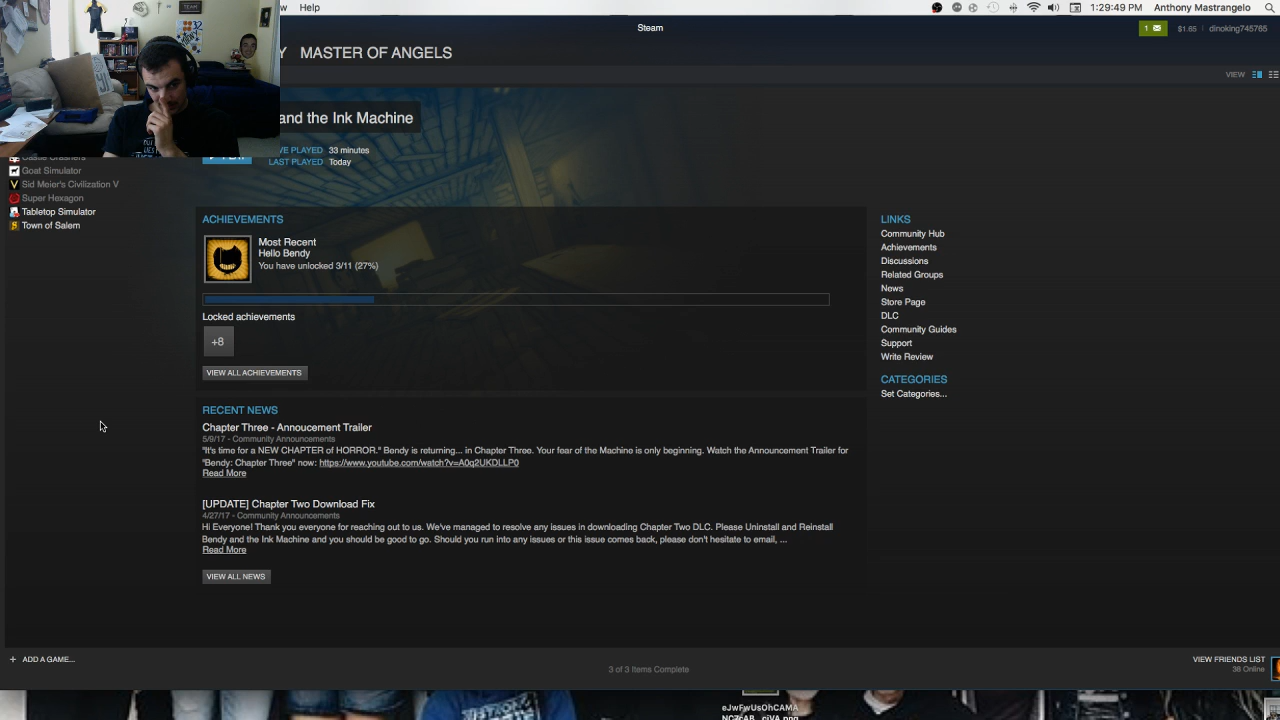 Help
1:29:49 PM Anthony Mastrangelo
Steam
1
$1.65 dinoking745765
MASTER OF ANGELS
VIEW
and the Ink Machine
33 minutes
LAST PLAYED Today
Castle Crashers
Goat Simulator
Sid Meier's Civilization V
Super Hexagon
Tabletop Simulator
Town of Salem
ACHIEVEMENTS
Most Recent
Hello Bendy
You have unlocked 3/11 (27%)
Locked achievements
+8
VIEW ALL ACHIEVEMENTS
RECENT NEWS
Chapter Three - Annoucement Trailer
5/9/17 - Community Announcements
"It's time for a NEW CHAPTER of HORROR." Bendy is returning... in Chapter Three. Your fear of the Machine is only beginning. Watch the Announcement Trailer for
"Bendy: Chapter Three" now: https://www.youtube.com/watch?v=A0q2UKDLLP0
Read More
[UPDATE] Chapter Two Download Fix
4/27/17 - Community Announcements
Hi Everyone! Thank you everyone for reaching out to us. We've managed to resolve any issues in downloading Chapter Two DLC. Please Uninstall and Reinstall
Bendy and the Ink Machine and you should be good to go. Should you run into any issues or this issue comes back, please don't hesitate to email, ...
Read More
VIEW ALL NEWS
LINKS
Community Hub
Achievements
Discussions
Related Groups
News
Store Page
DLC
Community Guides
Support
Write Review
CATEGORIES
Set Categories...
+ ADD A GAME...
3 of 3 Items Complete
VIEW FRIENDS LIST
38 Online
eJwFwUsOhCAMA